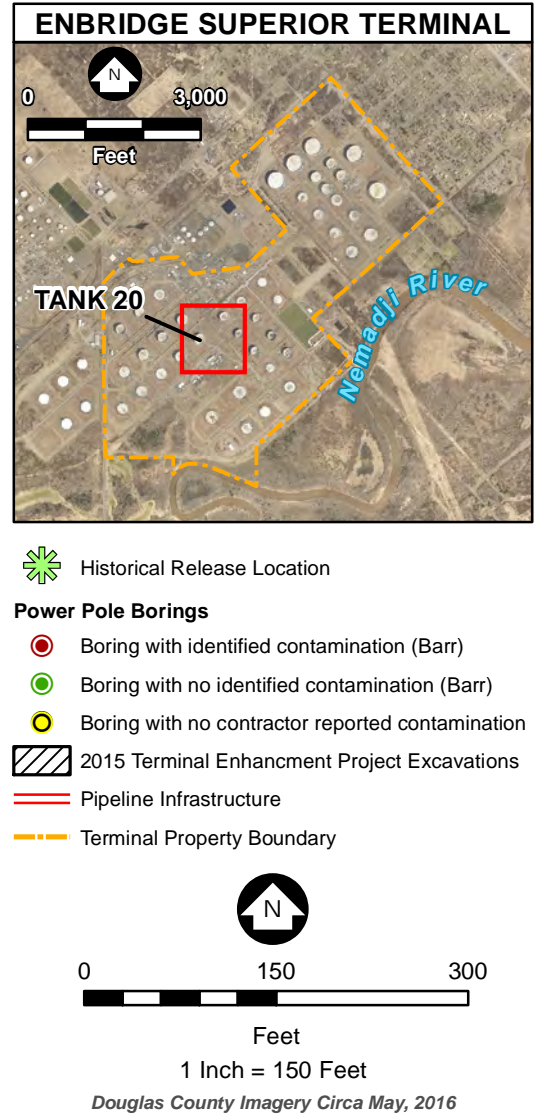 ENBRIDGE SUPERIOR TERMINAL
N
0 3,000
Feet
TANK 20
Nemadji River
Historical Release Location
Power Pole Borings
Boring with identified contamination (Barr)
Boring with no identified contamination (Barr)
Boring with no contractor reported contamination
2015 Terminal Enhancment Project Excavations
Pipeline Infrastructure
Terminal Property Boundary
N
0 150 300
Feet
1 Inch = 150 Feet
Douglas County Imagery Circa May, 2016